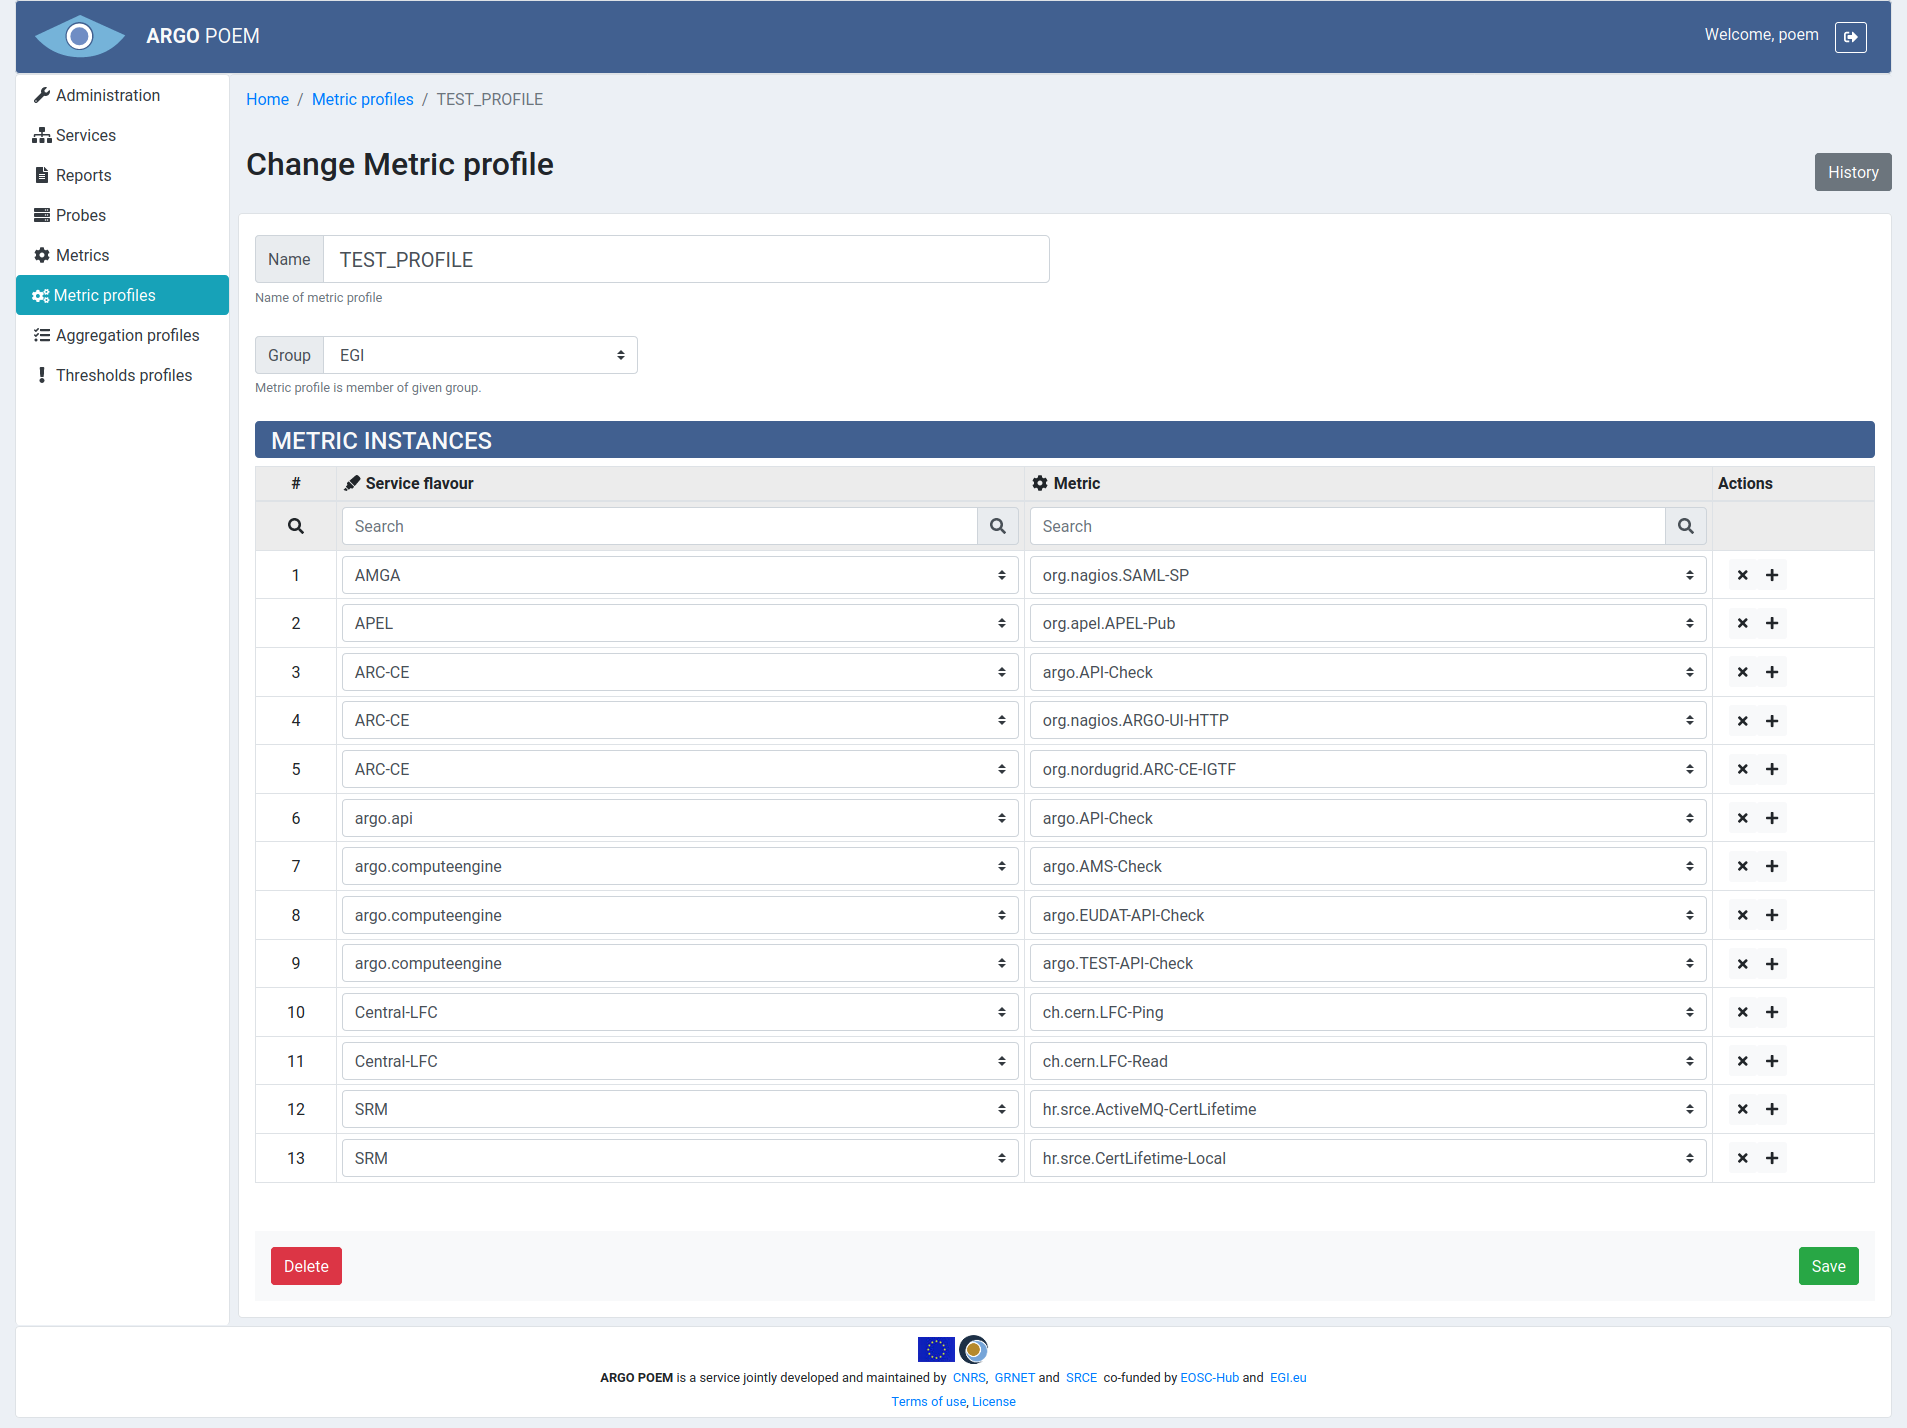 ARGO POEM
Welcome, poem
Administration
Services
Reports
Probes
Metrics
Metric profiles
Aggregation profiles
Thresholds profiles
Home / Metric profiles / TEST_PROFILE
Change Metric profile
History
Name TEST_PROFILE
Name of metric profile
Group EGI
Metric profile is member of given group.
METRIC INSTANCES
# Service flavour Metric Actions
Search Search
1 AMGA org.nagios.SAML-SP
2 APEL org.apel.APEL-Pub
3 ARC-CE argo.API-Check
4 ARC-CE org.nagios.ARGO-UI-HTTP
5 ARC-CE org.nordugrid.ARC-CE-IGTF
6 argo.api argo.API-Check
7 argo.computeengine argo.AMS-Check
8 argo.computeengine argo.EUDAT-API-Check
9 argo.computeengine argo.TEST-API-Check
10 Central-LFC ch.cern.LFC-Ping
11 Central-LFC ch.cern.LFC-Read
12 SRM hr.srce.ActiveMQ-CertLifetime
13 SRM hr.srce.CertLifetime-Local
Delete Save
ARGO POEM is a service jointly developed and maintained by CNRS, GRNET and SRCE co-funded by EOSC-Hub and EGI.eu
Terms of use, License